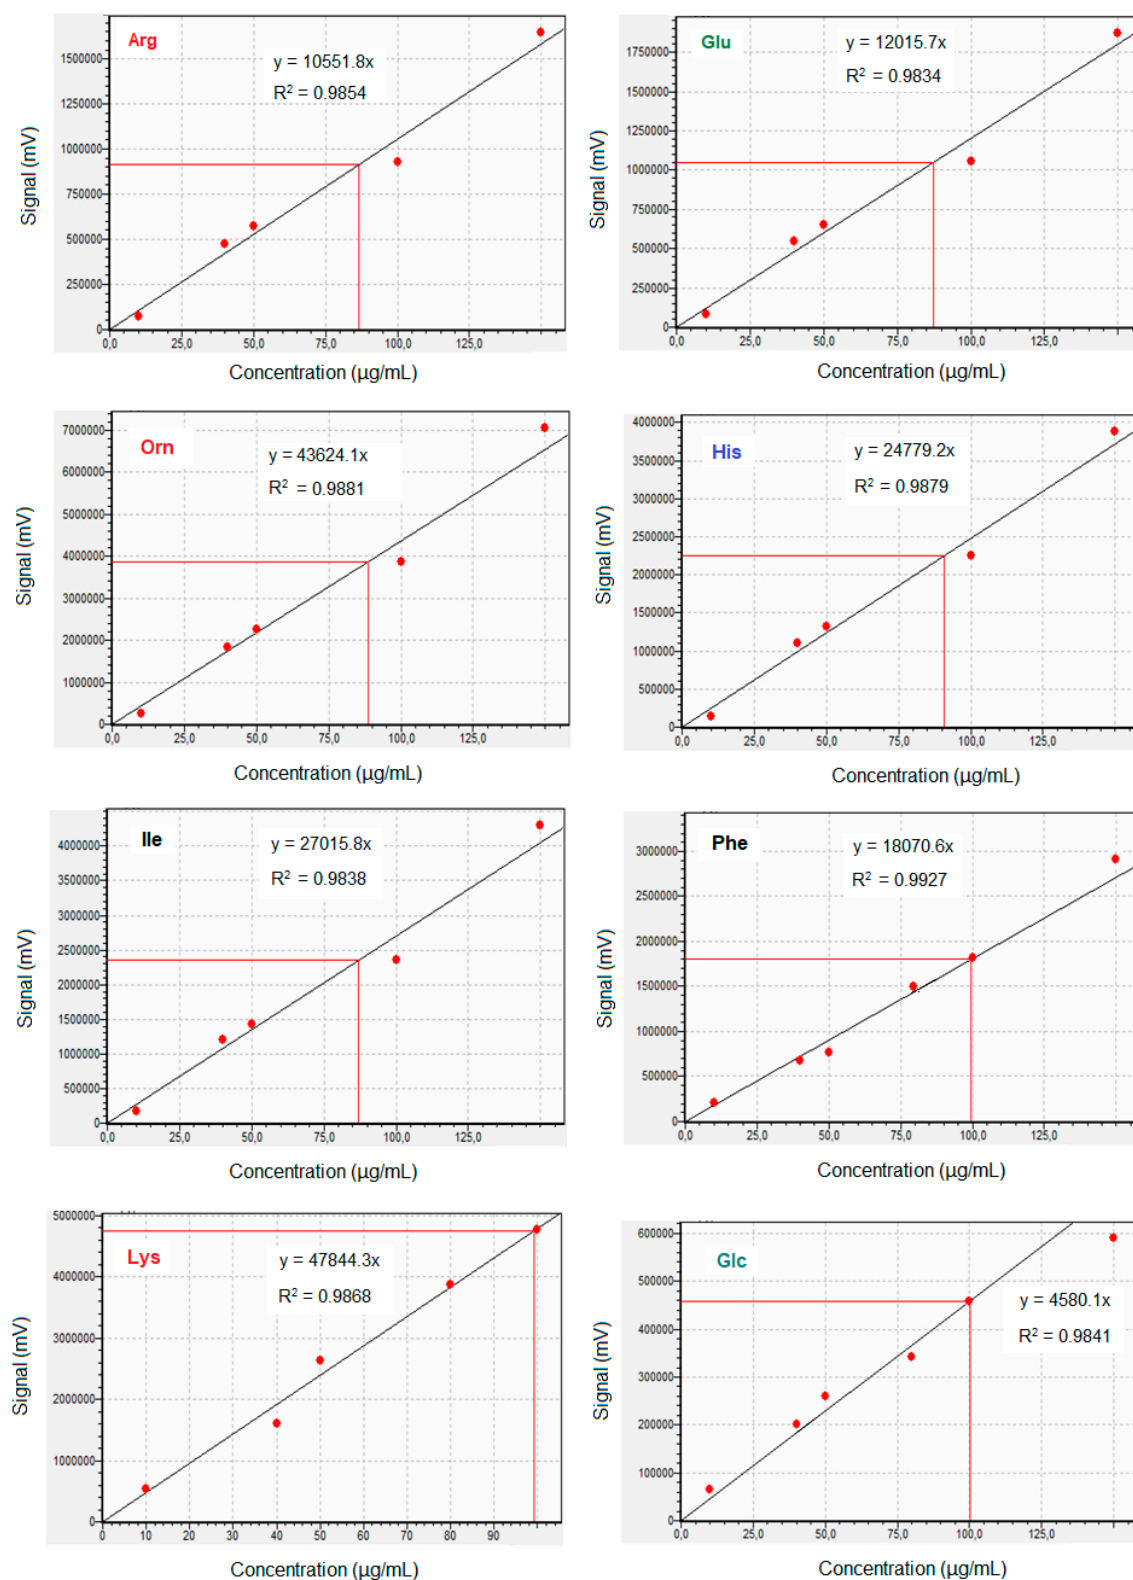 Arg
y = 10551.8x
R² = 0.9854
Signal (mV)
1500000
1250000
1000000
750000
500000
250000
0
0,0 25,0 50,0 75,0 100,0 125,0
Concentration (µg/mL)
Glu
y = 12015.7x
R² = 0.9834
Signal (mV)
1750000
1500000
1250000
1000000
750000
500000
250000
0
0,0 25,0 50,0 75,0 100,0 125,0
Concentration (µg/mL)
Orn
y = 43624.1x
R² = 0.9881
Signal (mV)
7000000
6000000
5000000
4000000
3000000
2000000
1000000
0
0,0 25,0 50,0 75,0 100,0 125,0
Concentration (µg/mL)
His
y = 24779.2x
R² = 0.9879
Signal (mV)
4000000
3500000
3000000
2500000
2000000
1500000
1000000
500000
0
0,0 25,0 50,0 75,0 100,0 125,0
Concentration (µg/mL)
Ile
y = 27015.8x
R² = 0.9838
Signal (mV)
4000000
3500000
3000000
2500000
2000000
1500000
1000000
500000
0
0,0 25,0 50,0 75,0 100,0 125,0
Concentration (µg/mL)
Phe
y = 18070.6x
R² = 0.9927
Signal (mV)
3000000
2500000
2000000
1500000
1000000
500000
0
0,0 25,0 50,0 75,0 100,0 125,0
Concentration (µg/mL)
Lys
y = 47844.3x
R² = 0.9868
Signal (mV)
5000000
4000000
3000000
2000000
1000000
0
0 10 20 30 40 50 60 70 80 90
Concentration (µg/mL)
Glc
y = 4580.1x
R² = 0.9841
Signal (mV)
600000
500000
400000
300000
200000
100000
0
0,0 25,0 50,0 75,0 100,0 125,0
Concentration (µg/mL)